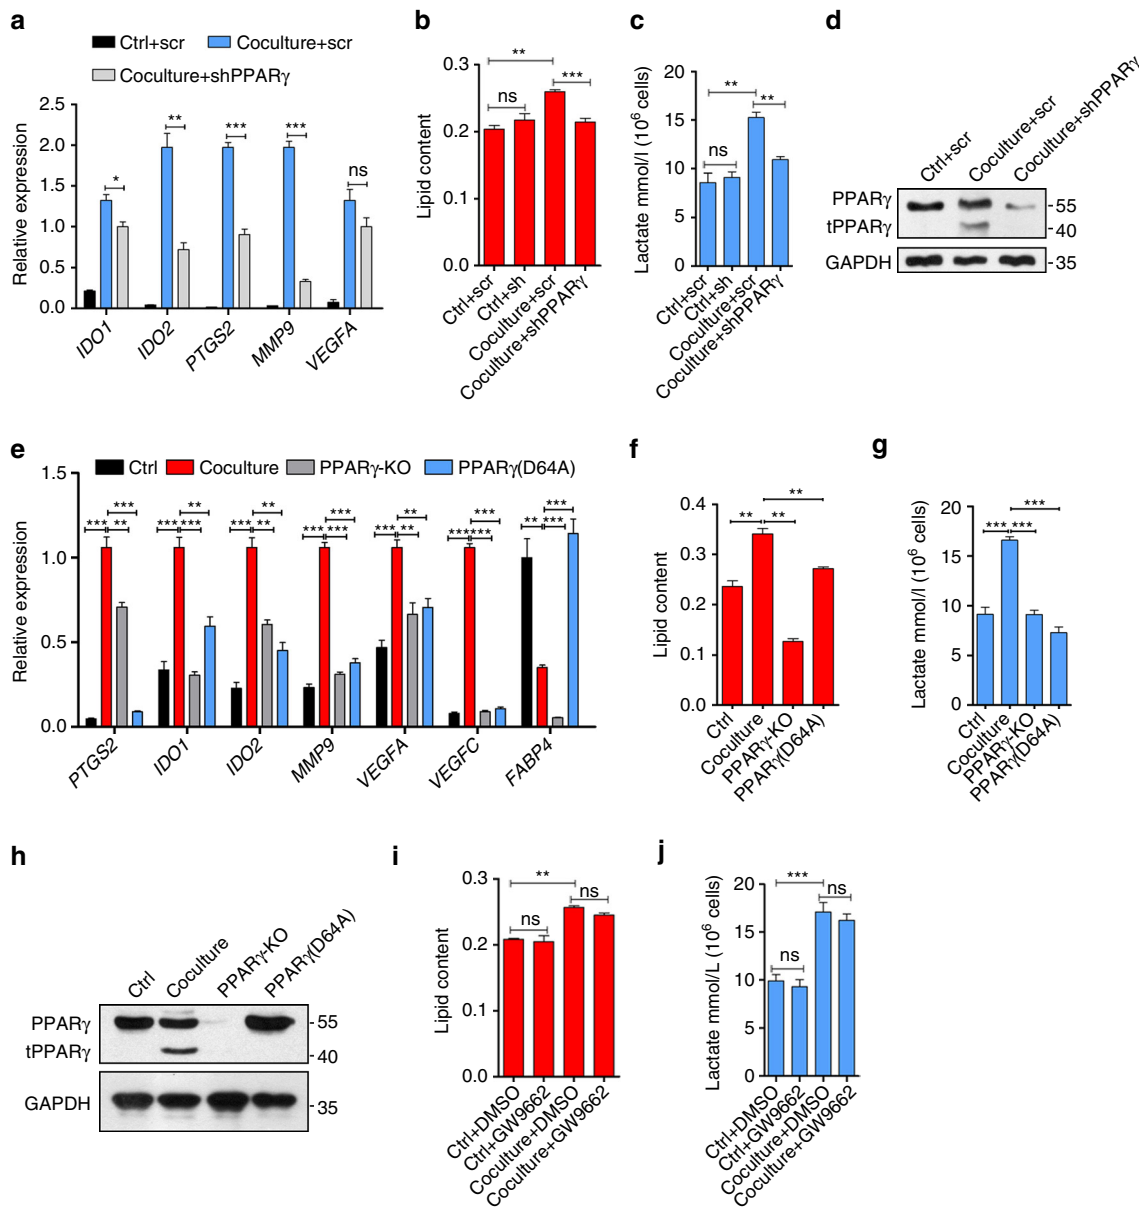 a
Ctrl+scr Coculture+scr
Coculture+shPPARγ
Relative expression
2.5
2.0
1.5
1.0
0.5
0.0
* ** *** *** ns
IDO1 IDO2 PTGS2 MMP9 VEGFA
b
Lipid content
0.3
0.2
0.1
0.0
**
***
ns
Ctrl+scr
Ctrl+sh
Coculture+scr
Coculture+shPPARγ
c
Lactate mmol/l (10⁶ cells)
20
15
10
5
0
**
**
ns
Ctrl+scr
Ctrl+sh
Coculture+scr
Coculture+shPPARγ
d
Ctrl+scr
Coculture+scr
Coculture+shPPARγ
PPARγ -55
tPPARγ -40
GAPDH -35
e
Ctrl Coculture PPARγ-KO PPARγ(D64A)
Relative expression
1.5
1.0
0.5
0.0
*** ** ** *** ** *** ***
*** ** *** *** *** ** *** *** *** ** *** *** ** ***
PTGS2 IDO1 IDO2 MMP9 VEGFA VEGFC FABP4
f
Lipid content
0.4
0.3
0.2
0.1
0.0
**
** **
Ctrl
Coculture
PPARγ-KO
PPARγ(D64A)
g
Lactate mmol/l (10⁶ cells)
20
15
10
5
0
***
*** ***
Ctrl
Coculture
PPARγ-KO
PPARγ(D64A)
h
Ctrl
Coculture
PPARγ-KO
PPARγ(D64A)
PPARγ -55
tPPARγ -40
GAPDH -35
i
Lipid content
0.3
0.2
0.1
0.0
**
ns
ns
Ctrl+DMSO
Ctrl+GW9662
Coculture+DMSO
Coculture+GW9662
j
Lactate mmol/L (10⁶ cells)
20
15
10
5
0
***
ns
ns
Ctrl+DMSO
Ctrl+GW9662
Coculture+DMSO
Coculture+GW9662